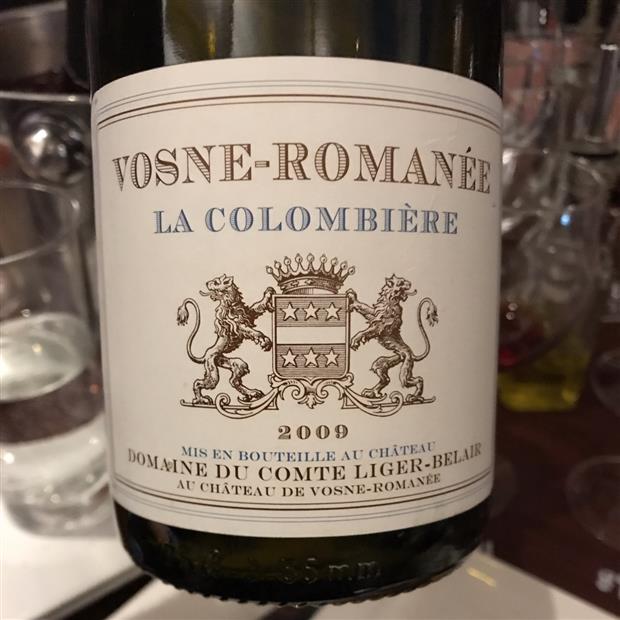 VOSNE-ROMANÉE
LA COLOMBIÈRE
2009
MIS EN BOUTEILLE AU CHÂTEAU
DOMAINE DU COMTE LIGER-BELAIR
AU CHÂTEAU DE VOSNE-ROMANÉE
55mm